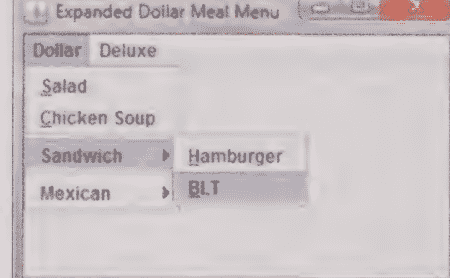 Expanded Dollar Meal Menu
Dollar Deluxe
Salad
Chicken Soup
Sandwich
Hamburger
BLT
Mexican